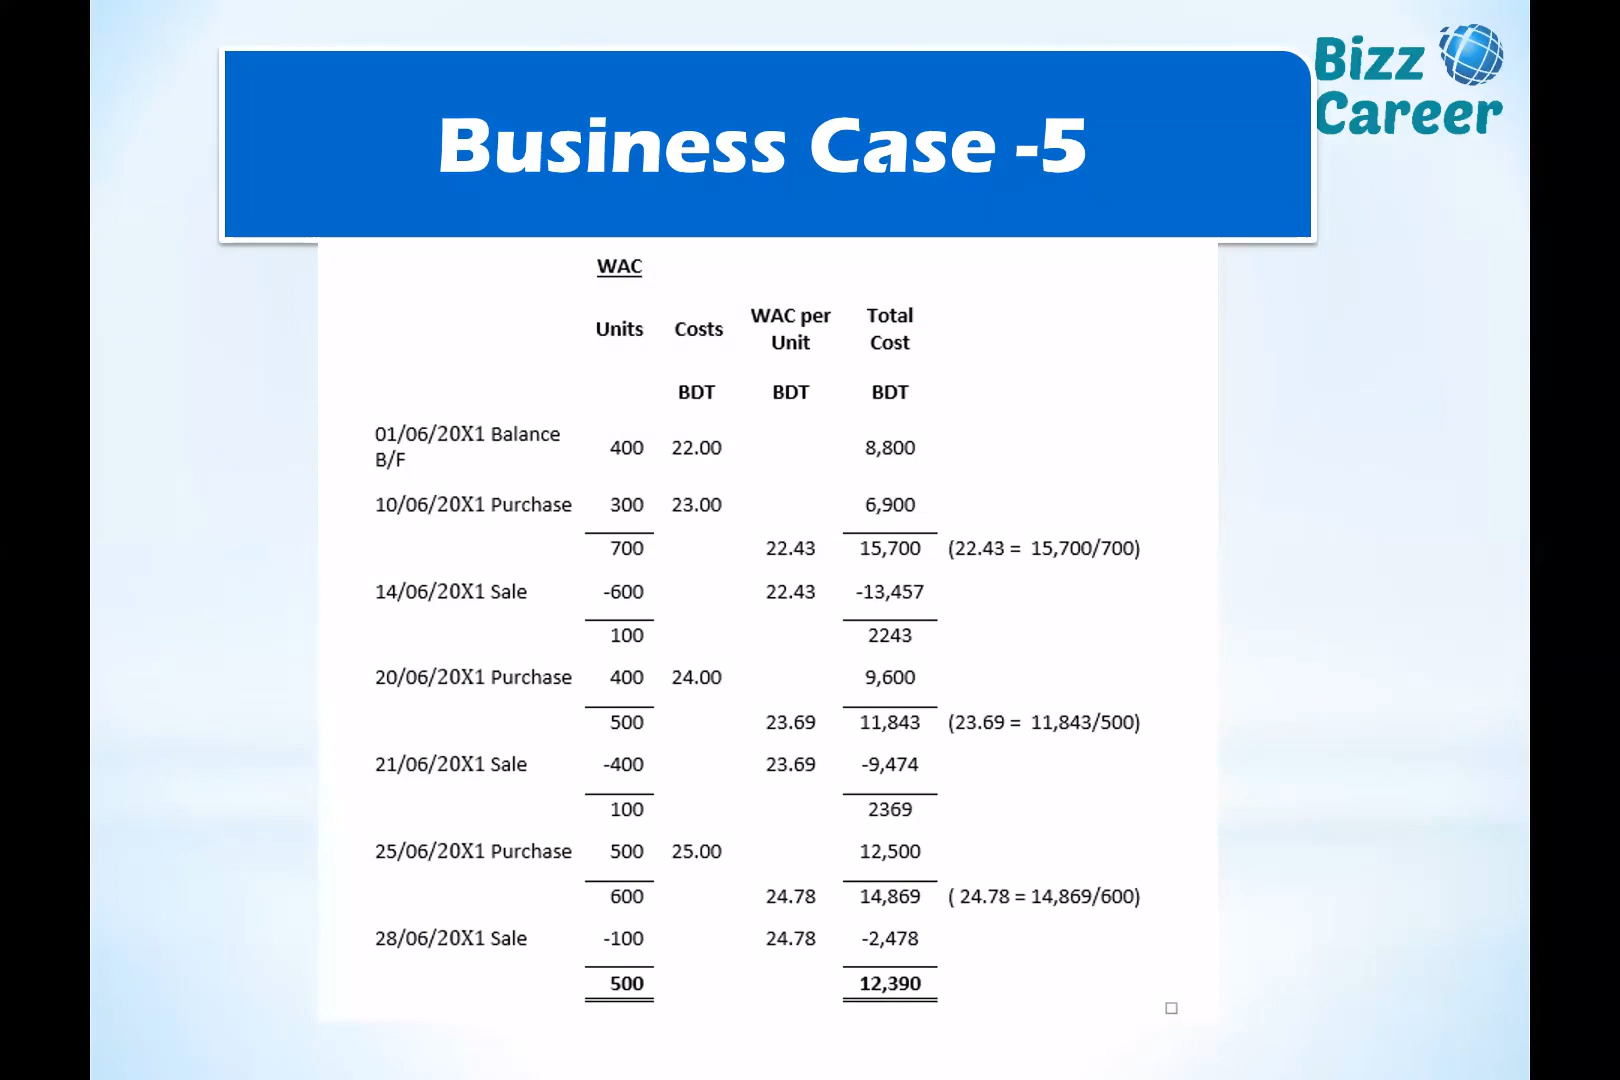 Bizz
Career
Business Case -5
WAC
Units Costs WAC per Unit Total Cost
BDT BDT BDT
01/06/20X1 Balance B/F 400 22.00 8,800
10/06/20X1 Purchase 300 23.00 6,900
700 22.43 15,700 (22.43 = 15,700/700)
14/06/20X1 Sale -600 22.43 -13,457
100 2243
20/06/20X1 Purchase 400 24.00 9,600
500 23.69 11,843 (23.69 = 11,843/500)
21/06/20X1 Sale -400 23.69 -9,474
100 2369
25/06/20X1 Purchase 500 25.00 12,500
600 24.78 14,869 ( 24.78 = 14,869/600)
28/06/20X1 Sale -100 24.78 -2,478
500 12,390